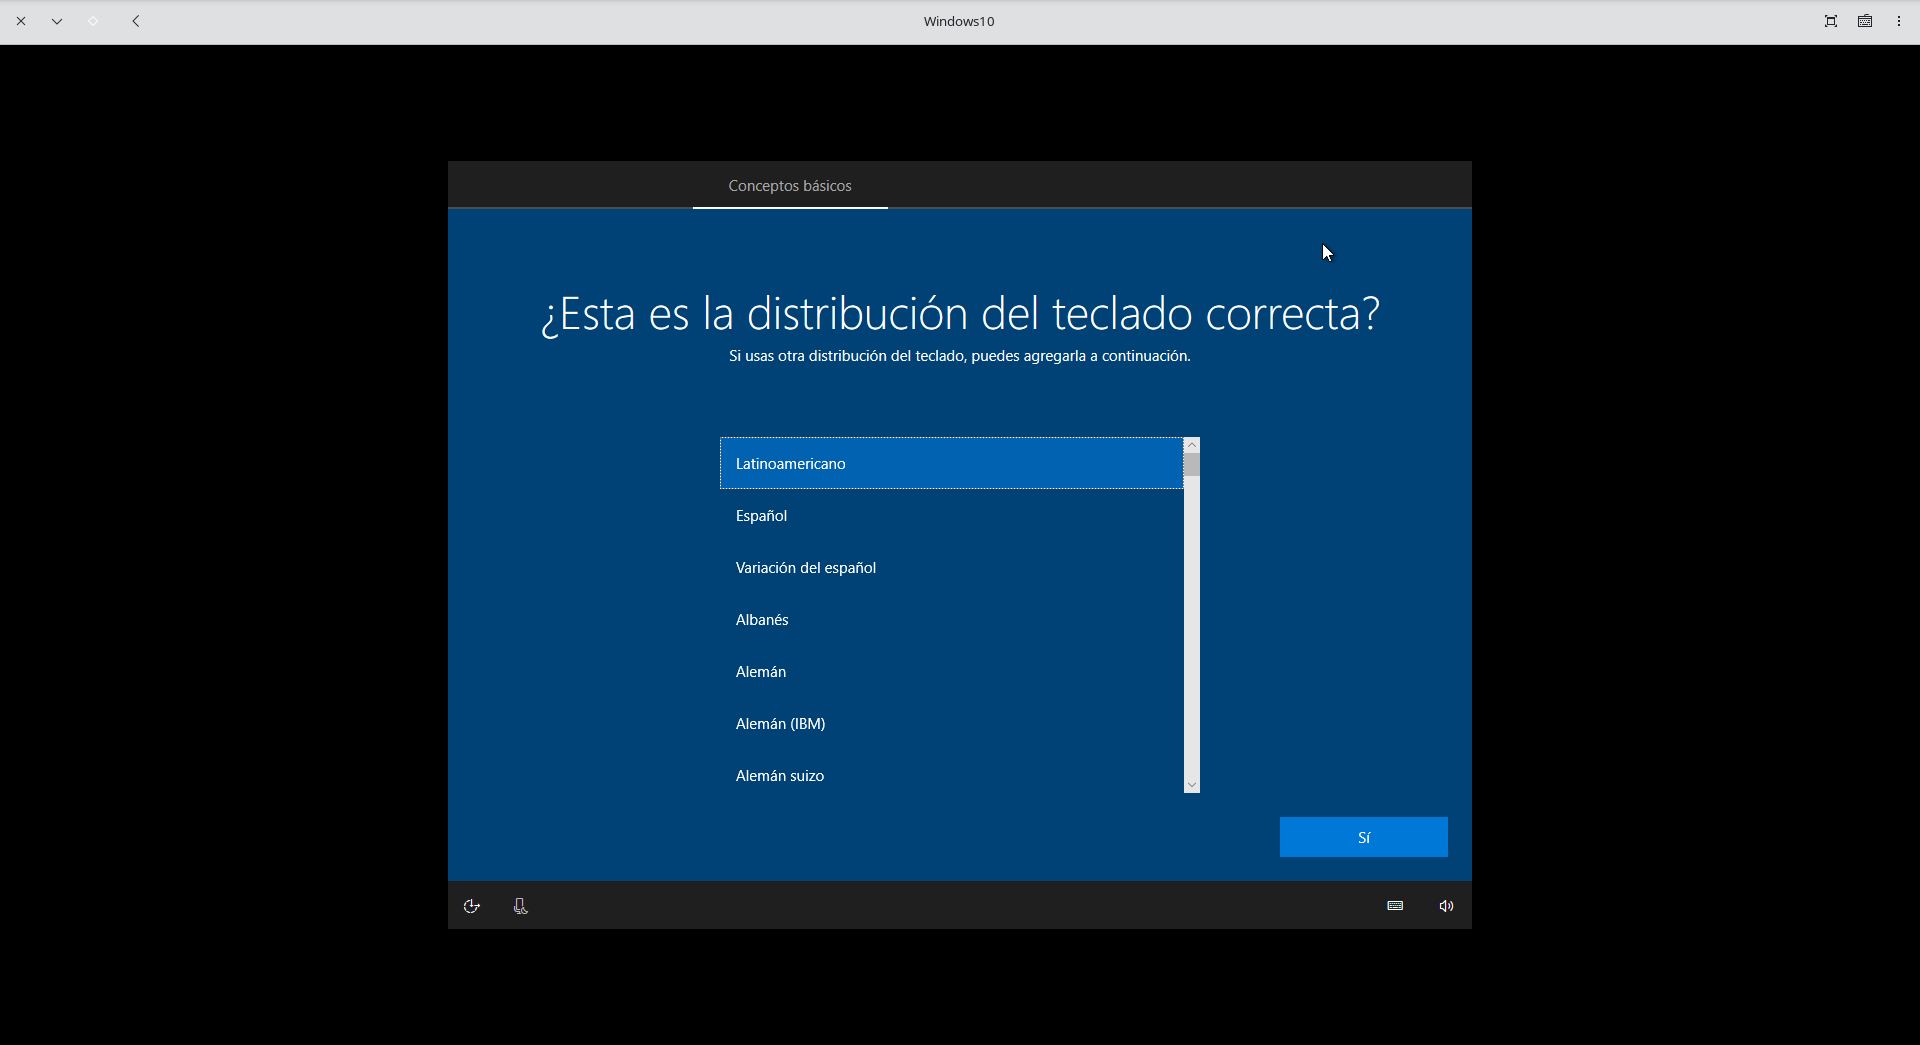 Windows10
Conceptos básicos
¿Esta es la distribución del teclado correcta?
Si usas otra distribución del teclado, puedes agregarla a continuación.
Latinoamericano
Español
Variación del español
Albanés
Alemán
Alemán (IBM)
Alemán suizo
Sí